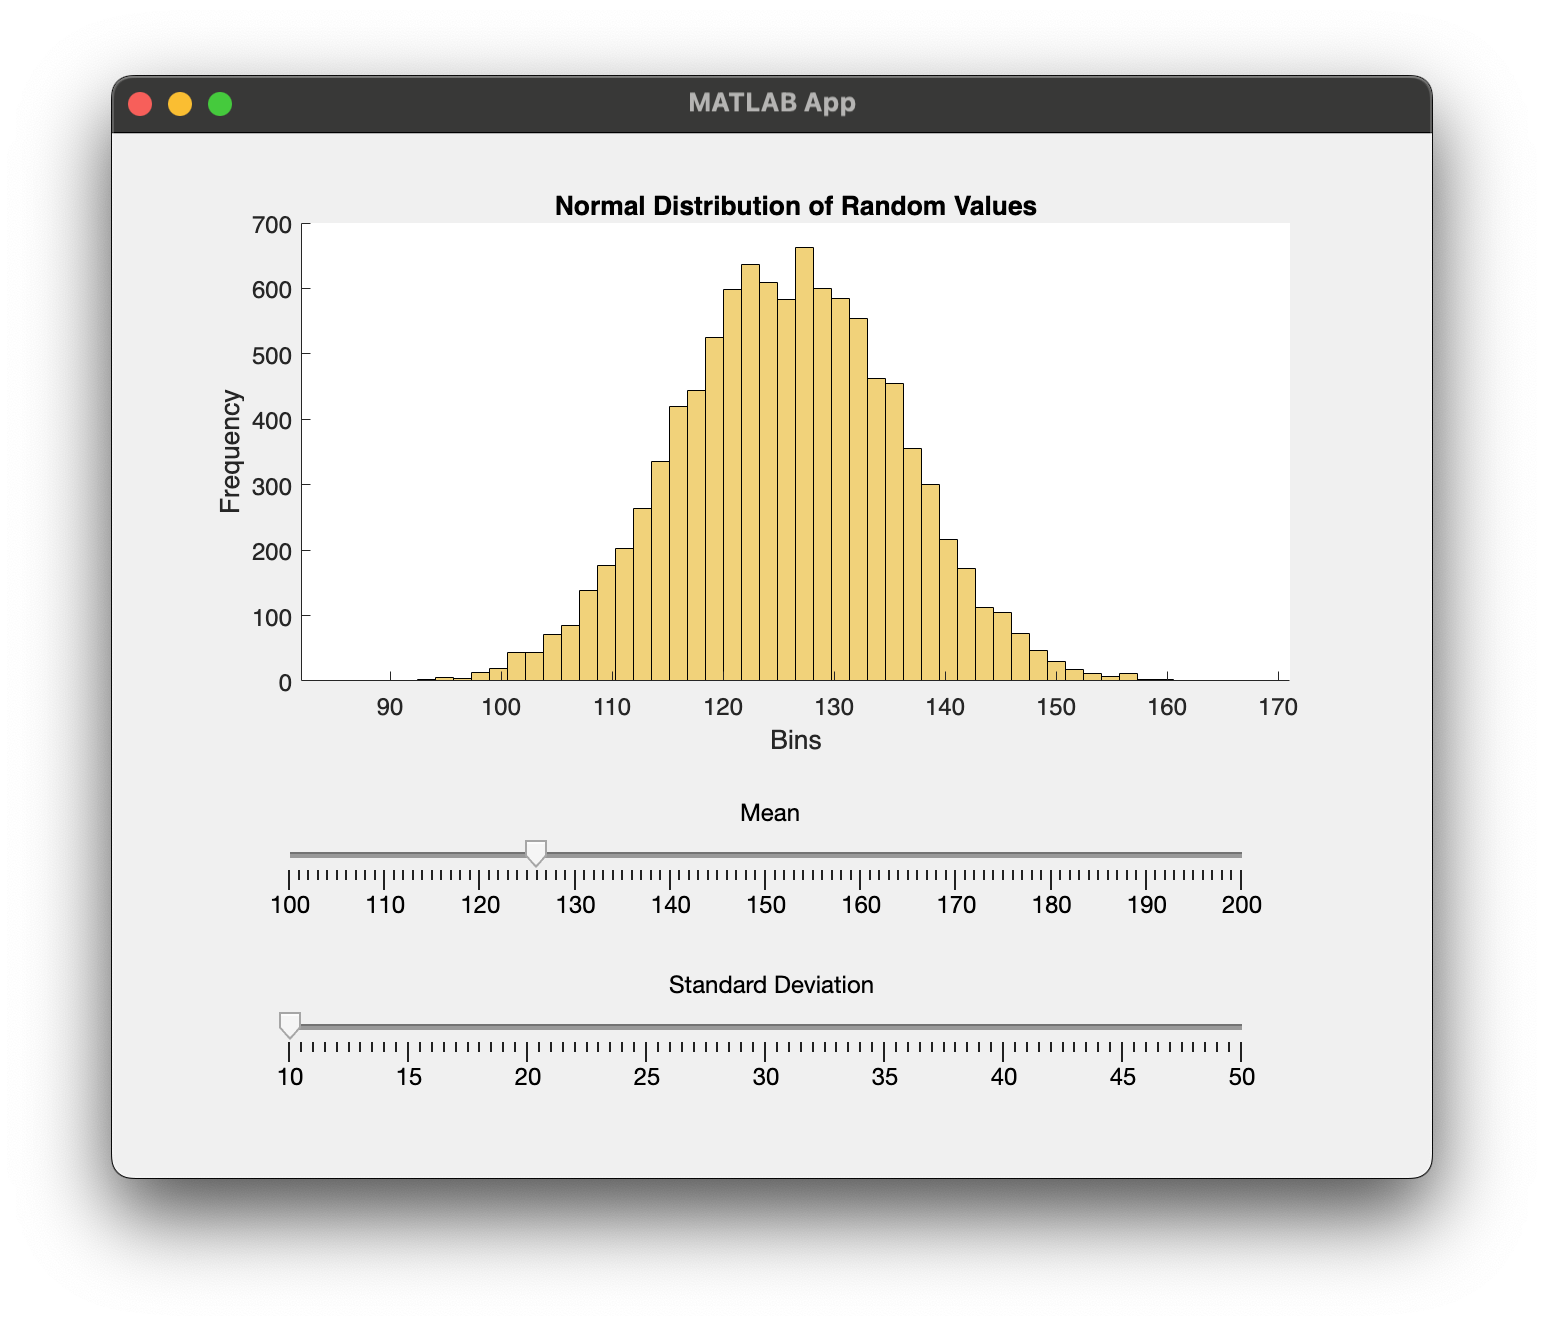 MATLAB App
Normal Distribution of Random Values
700
600
500
400
300
200
100
0
Frequency
90 100 110 120 130 140 150 160 170
Bins
Mean
100 110 120 130 140 150 160 170 180 190 200
Standard Deviation
10 15 20 25 30 35 40 45 50